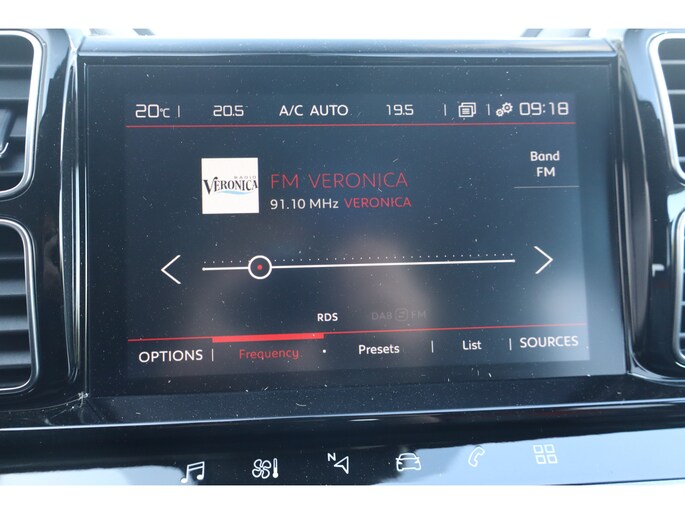 20°C | 20.5 A/C AUTO 19.5 | | 09:18
RADIO
VERONICA
FM VERONICA
91.10 MHz VERONICA
Band
FM
RDS
DAB FM
OPTIONS | Frequency • Presets | List | SOURCES
N